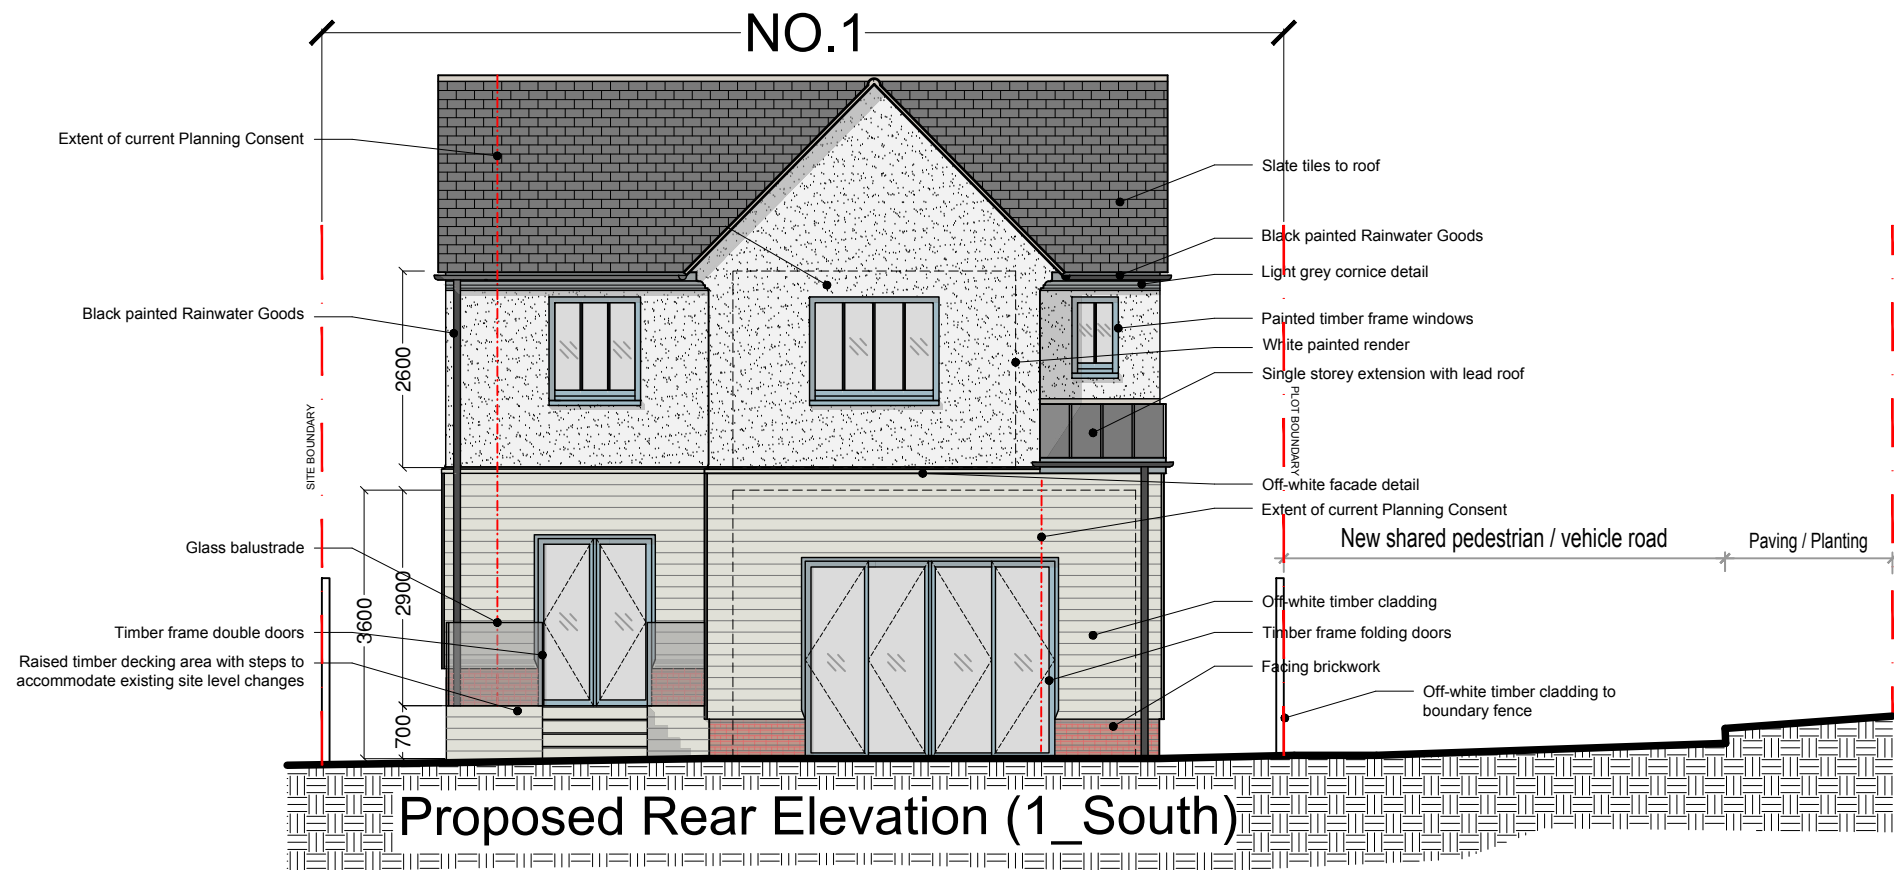 NO.1
Extent of current Planning Consent
Black painted Rainwater Goods
Glass balustrade
Timber frame double doors
Raised timber decking area with steps to
accommodate existing site level changes
SITE BOUNDARY
2600
2900
3600
700
Slate tiles to roof
Black painted Rainwater Goods
Light grey cornice detail
Painted timber frame windows
White painted render
Single storey extension with lead roof
PLOT BOUNDARY
Off-white facade detail
Extent of current Planning Consent
New shared pedestrian / vehicle road
Paving / Planting
Off-white timber cladding
Timber frame folding doors
Facing brickwork
Off-white timber cladding to
boundary fence
Proposed Rear Elevation (1_South)